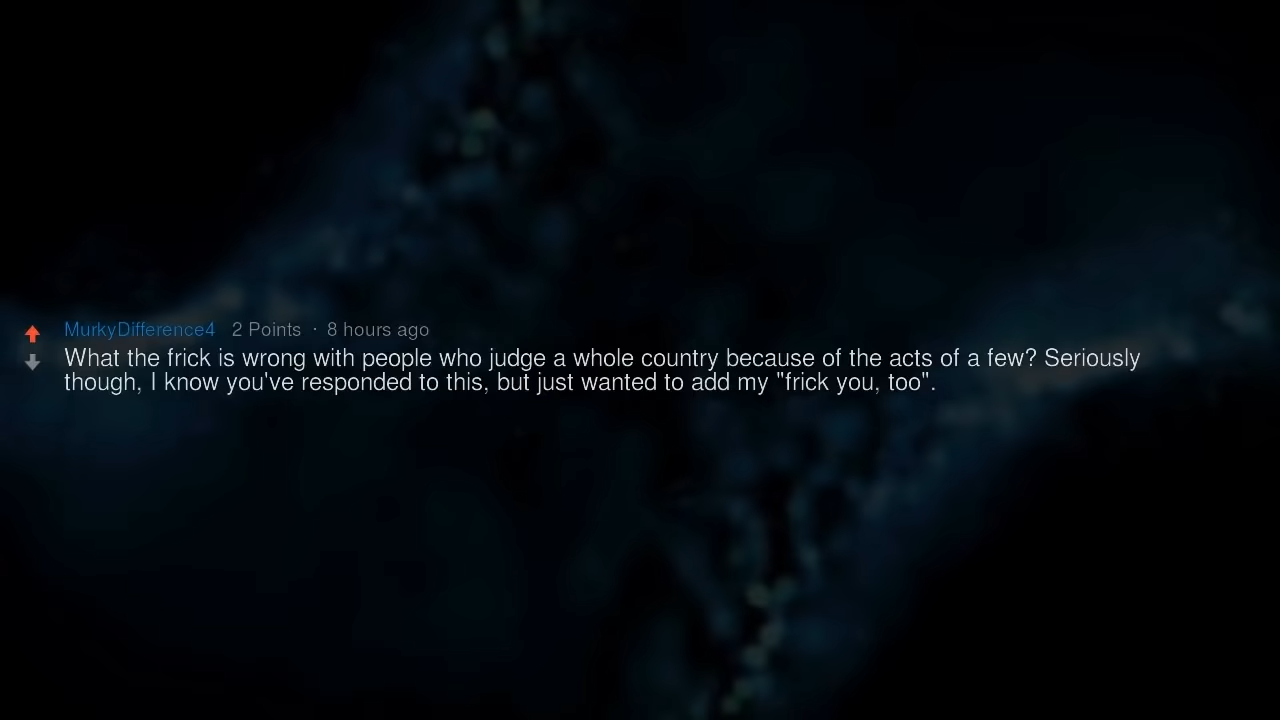 MurkyDifference4 2 Points · 8 hours ago
What the frick is wrong with people who judge a whole country because of the acts of a few? Seriously
though, I know you've responded to this, but just wanted to add my "frick you, too".